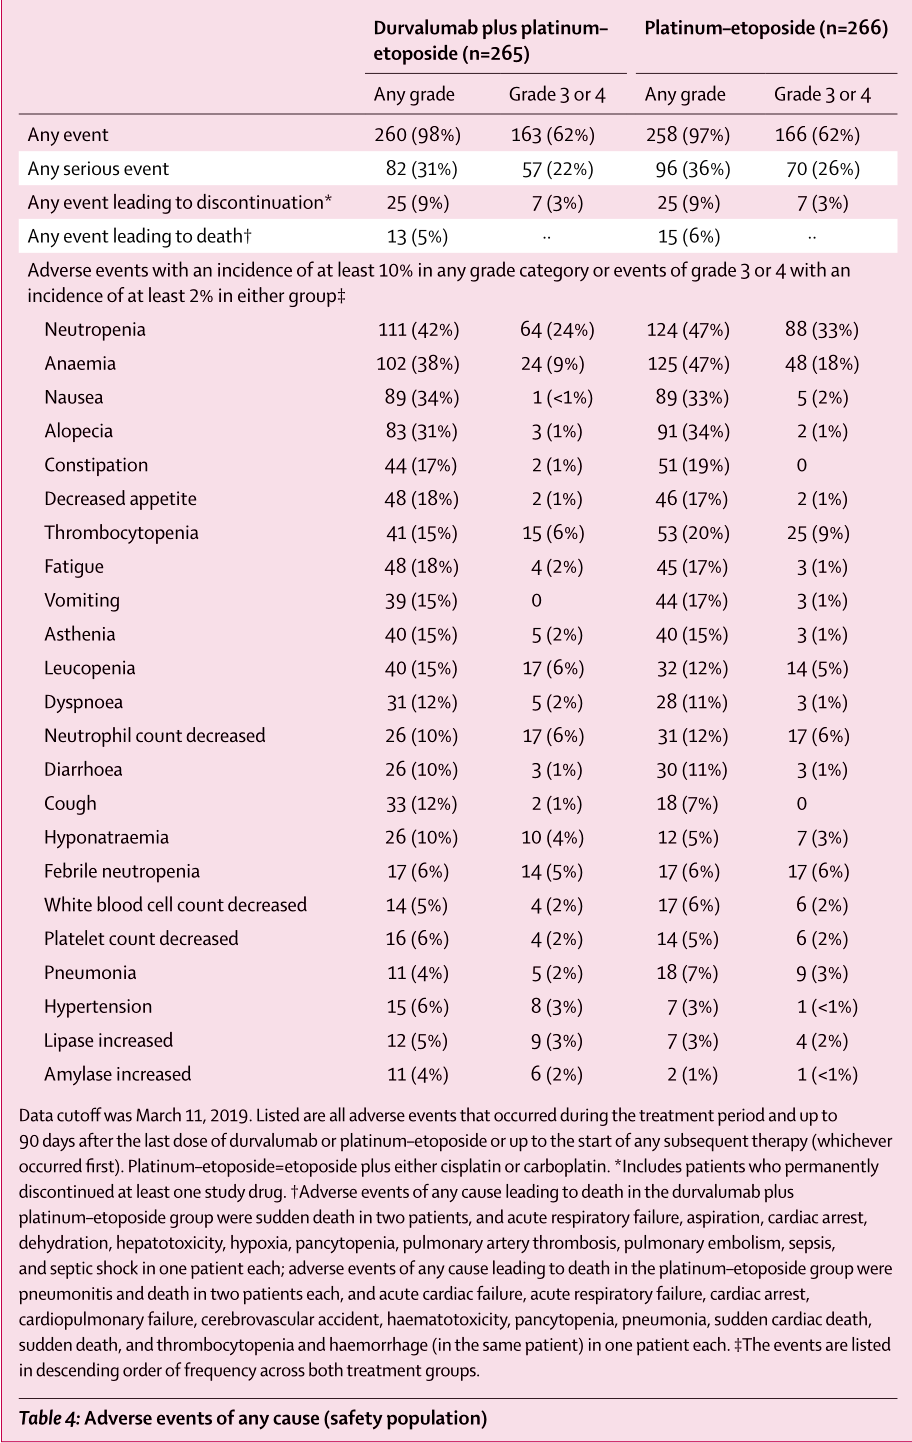 Durvalumab plus platinum– Platinum–etoposide (n=266)
etoposide (n=265)
Any grade Grade 3 or 4 Any grade Grade 3 or 4
Any event 260 (98%) 163 (62%) 258 (97%) 166 (62%)
Any serious event 82 (31%) 57 (22%) 96 (36%) 70 (26%)
Any event leading to discontinuation* 25 (9%) 7 (3%) 25 (9%) 7 (3%)
Any event leading to death† 13 (5%) ·· 15 (6%) ··
Adverse events with an incidence of at least 10% in any grade category or events of grade 3 or 4 with an
incidence of at least 2% in either group‡
Neutropenia 111 (42%) 64 (24%) 124 (47%) 88 (33%)
Anaemia 102 (38%) 24 (9%) 125 (47%) 48 (18%)
Nausea 89 (34%) 1 (<1%) 89 (33%) 5 (2%)
Alopecia 83 (31%) 3 (1%) 91 (34%) 2 (1%)
Constipation 44 (17%) 2 (1%) 51 (19%) 0
Decreased appetite 48 (18%) 2 (1%) 46 (17%) 2 (1%)
Thrombocytopenia 41 (15%) 15 (6%) 53 (20%) 25 (9%)
Fatigue 48 (18%) 4 (2%) 45 (17%) 3 (1%)
Vomiting 39 (15%) 0 44 (17%) 3 (1%)
Asthenia 40 (15%) 5 (2%) 40 (15%) 3 (1%)
Leucopenia 40 (15%) 17 (6%) 32 (12%) 14 (5%)
Dyspnoea 31 (12%) 5 (2%) 28 (11%) 3 (1%)
Neutrophil count decreased 26 (10%) 17 (6%) 31 (12%) 17 (6%)
Diarrhoea 26 (10%) 3 (1%) 30 (11%) 3 (1%)
Cough 33 (12%) 2 (1%) 18 (7%) 0
Hyponatraemia 26 (10%) 10 (4%) 12 (5%) 7 (3%)
Febrile neutropenia 17 (6%) 14 (5%) 17 (6%) 17 (6%)
White blood cell count decreased 14 (5%) 4 (2%) 17 (6%) 6 (2%)
Platelet count decreased 16 (6%) 4 (2%) 14 (5%) 6 (2%)
Pneumonia 11 (4%) 5 (2%) 18 (7%) 9 (3%)
Hypertension 15 (6%) 8 (3%) 7 (3%) 1 (<1%)
Lipase increased 12 (5%) 9 (3%) 7 (3%) 4 (2%)
Amylase increased 11 (4%) 6 (2%) 2 (1%) 1 (<1%)
Data cutoff was March 11, 2019. Listed are all adverse events that occurred during the treatment period and up to
90 days after the last dose of durvalumab or platinum–etoposide or up to the start of any subsequent therapy (whichever
occurred first). Platinum–etoposide=etoposide plus either cisplatin or carboplatin. *Includes patients who permanently
discontinued at least one study drug. †Adverse events of any cause leading to death in the durvalumab plus
platinum–etoposide group were sudden death in two patients, and acute respiratory failure, aspiration, cardiac arrest,
dehydration, hepatotoxicity, hypoxia, pancytopenia, pulmonary artery thrombosis, pulmonary embolism, sepsis,
and septic shock in one patient each; adverse events of any cause leading to death in the platinum–etoposide group were
pneumonitis and death in two patients each, and acute cardiac failure, acute respiratory failure, cardiac arrest,
cardiopulmonary failure, cerebrovascular accident, haematotoxicity, pancytopenia, pneumonia, sudden cardiac death,
sudden death, and thrombocytopenia and haemorrhage (in the same patient) in one patient each. ‡The events are listed
in descending order of frequency across both treatment groups.
Table 4: Adverse events of any cause (safety population)